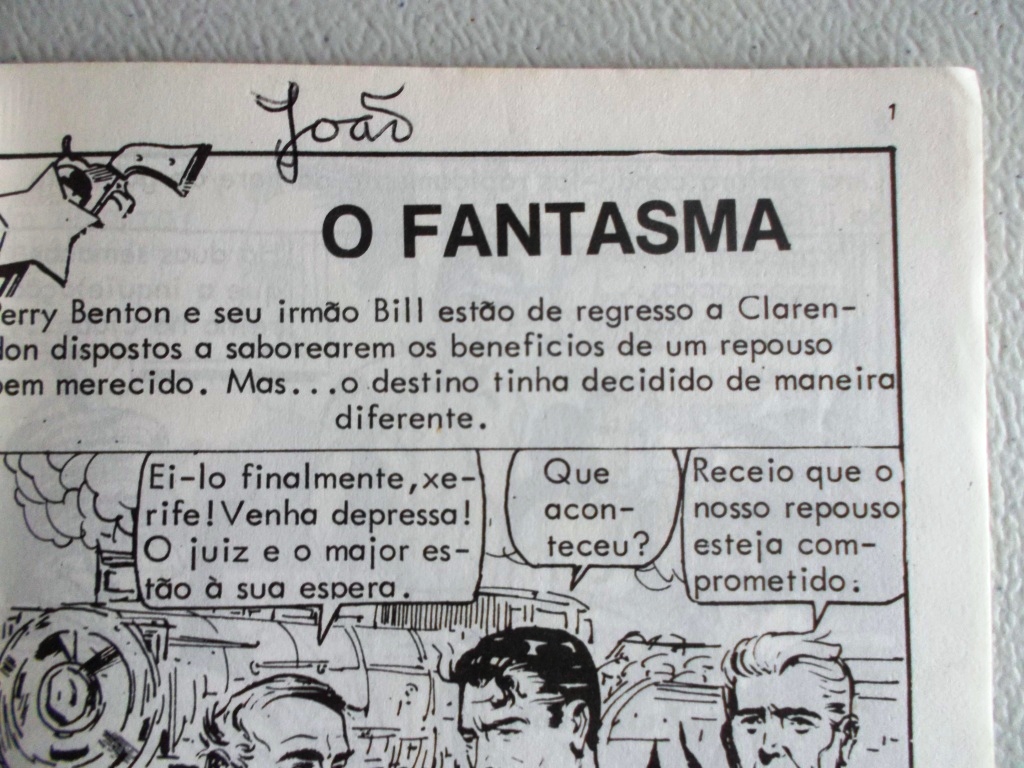 João
1
O FANTASMA
erry Benton e seu irmão Bill estão de regresso a Claren-
don dispostos a saborearem os beneficios de um repouso
bem merecido. Mas...o destino tinha decidido de maneira
diferente.
Ei-lo finalmente,xe-
rife!Venha depressa!
O juiz e o major es-
tão à sua espera.
Que
acon-
teceu?
Receio que o
nosso repouso
esteja com-
prometido.